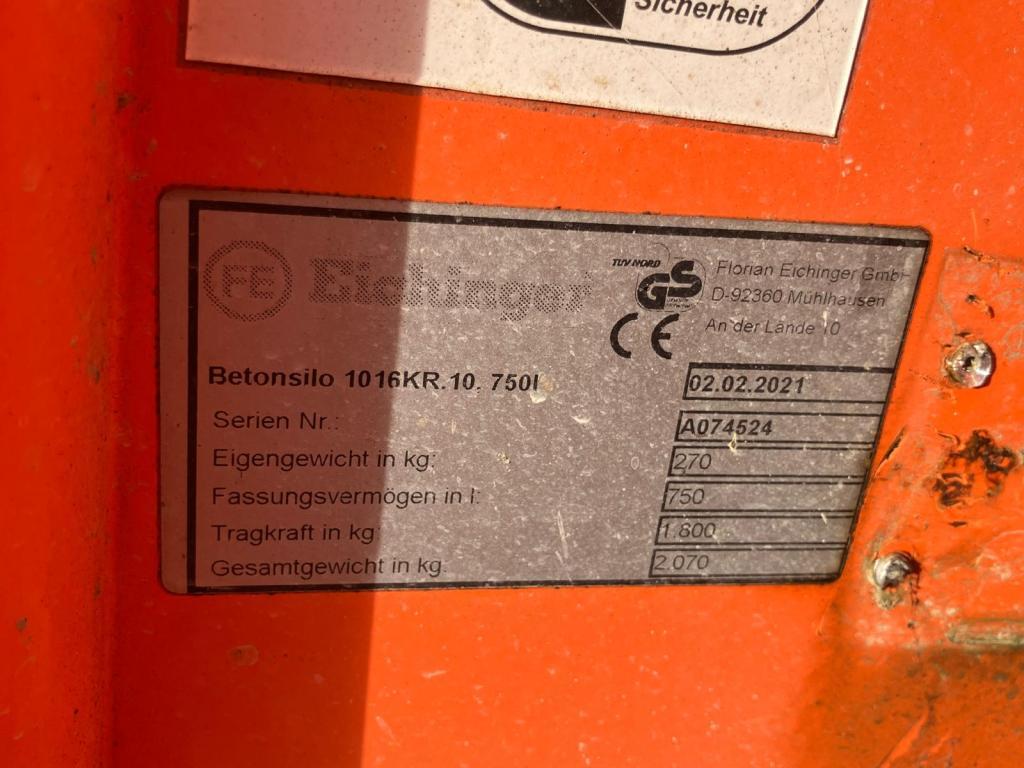 Sicherheit
FE Eichinger
TÜV NORD
GS
CE
Florian Eichinger GmbH
D-92360 Mühlhausen
An der Lände 10
Betonsilo 1016KR.10. 750l
02.02.2021
Serien Nr.:
A074524
Eigengewicht in kg:
270
Fassungsvermögen in l:
750
Tragkraft in kg:
1.800
Gesamtgewicht in kg:
2.070